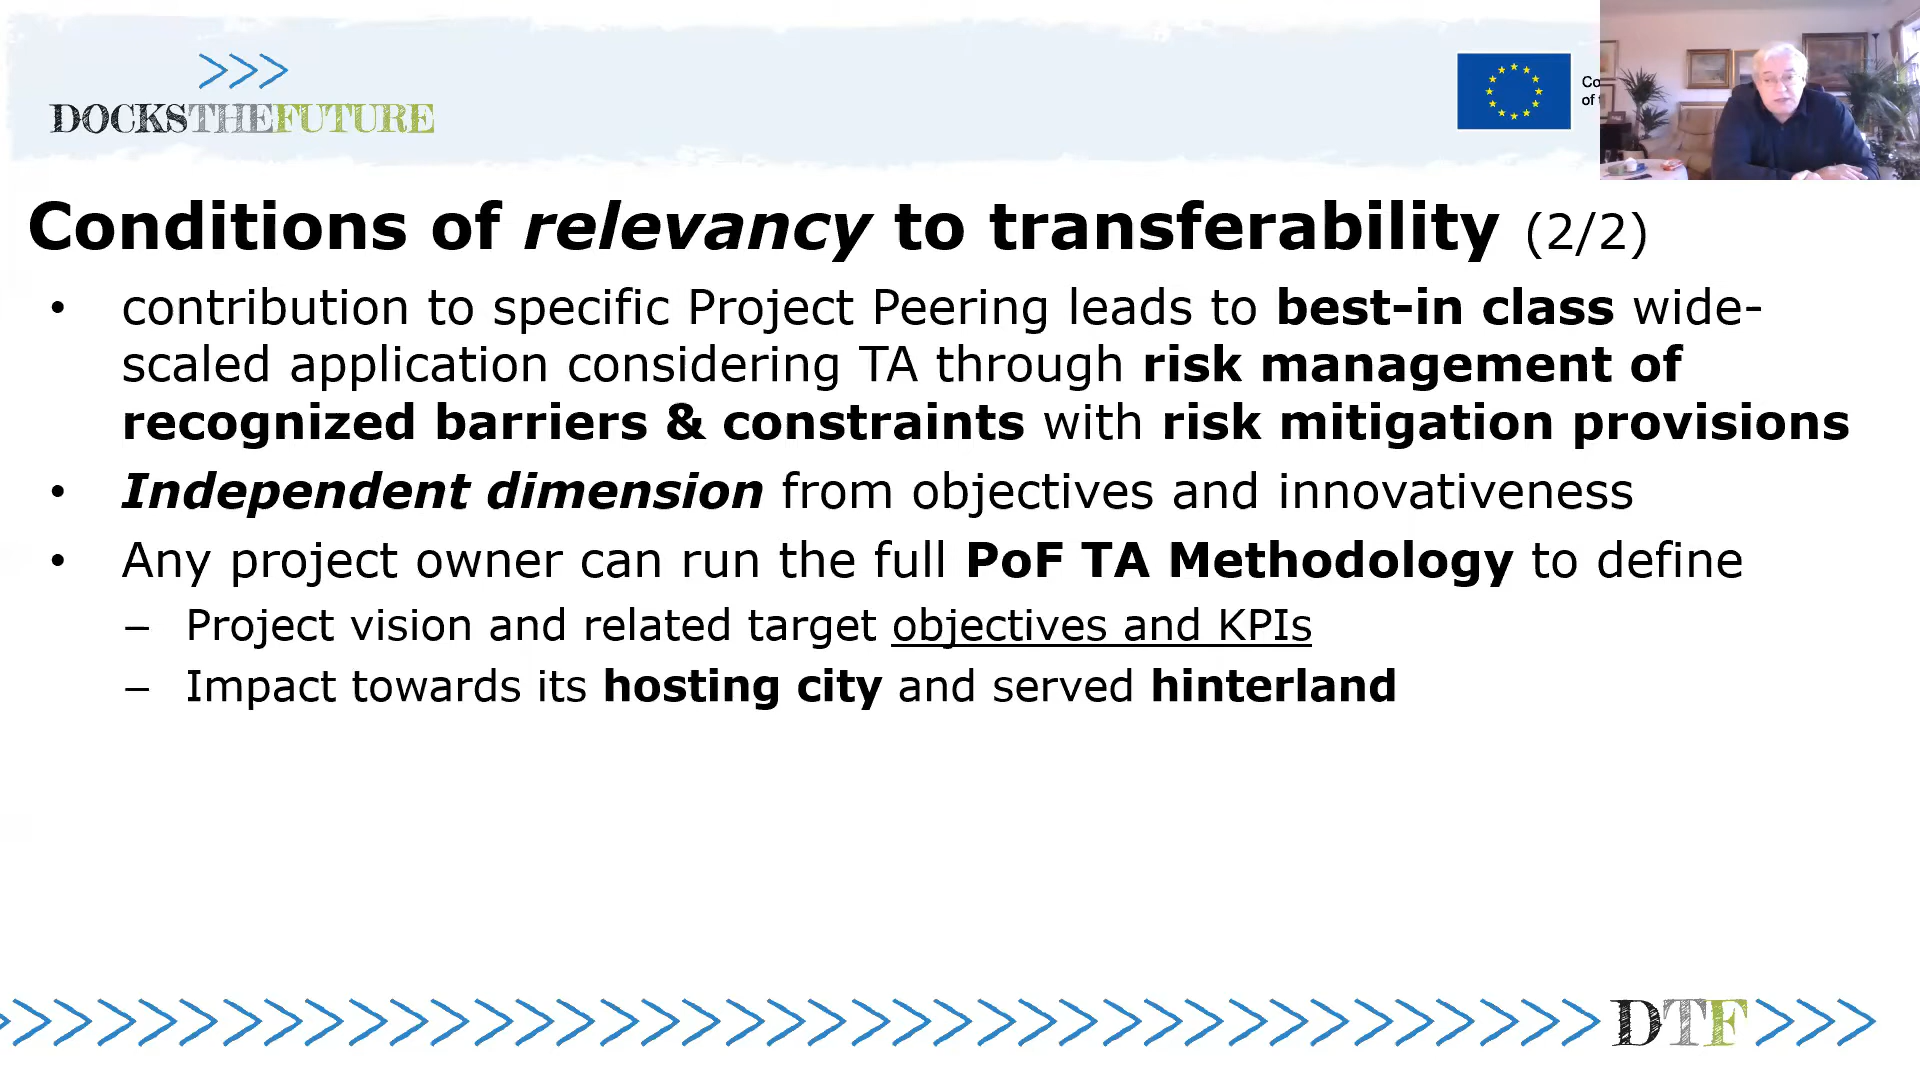 >>>
DOCKSTHEFUTURE
Co
of
Conditions of relevancy to transferability (2/2)
• contribution to specific Project Peering leads to best-in class wide-
scaled application considering TA through risk management of
recognized barriers & constraints with risk mitigation provisions
• Independent dimension from objectives and innovativeness
• Any project owner can run the full PoF TA Methodology to define
– Project vision and related target objectives and KPIs
– Impact towards its hosting city and served hinterland
DTF